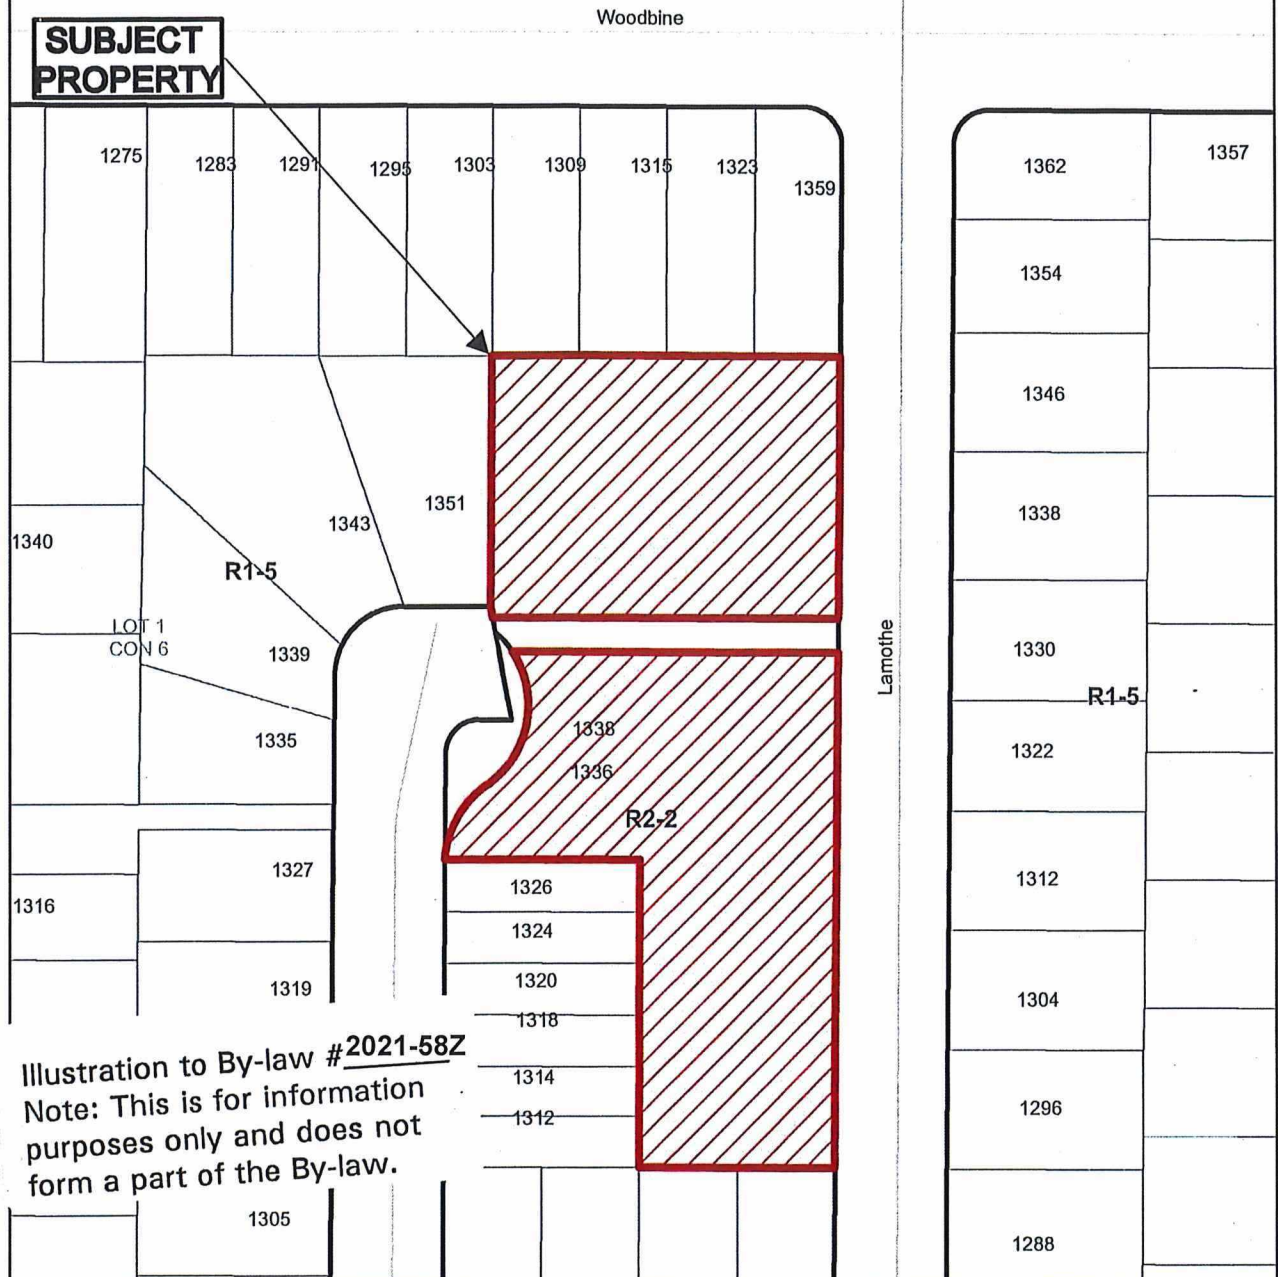 Woodbine
SUBJECT
PROPERTY
1275
1283
1291
1295
1303
1309
1315
1323
1359
1362
1357
1354
1346
1338
1330
R1-5
1322
1312
1304
1296
1288
Lamothe
1351
1343
1340
R1-5
LOT 1
CON 6
1339
1335
1338
1336
R2-2
1327
1316
1319
1326
1324
1320
1318
1314
1312
Illustration to By-law #2021-58Z
Note: This is for information
purposes only and does not
form a part of the By-law.
1305